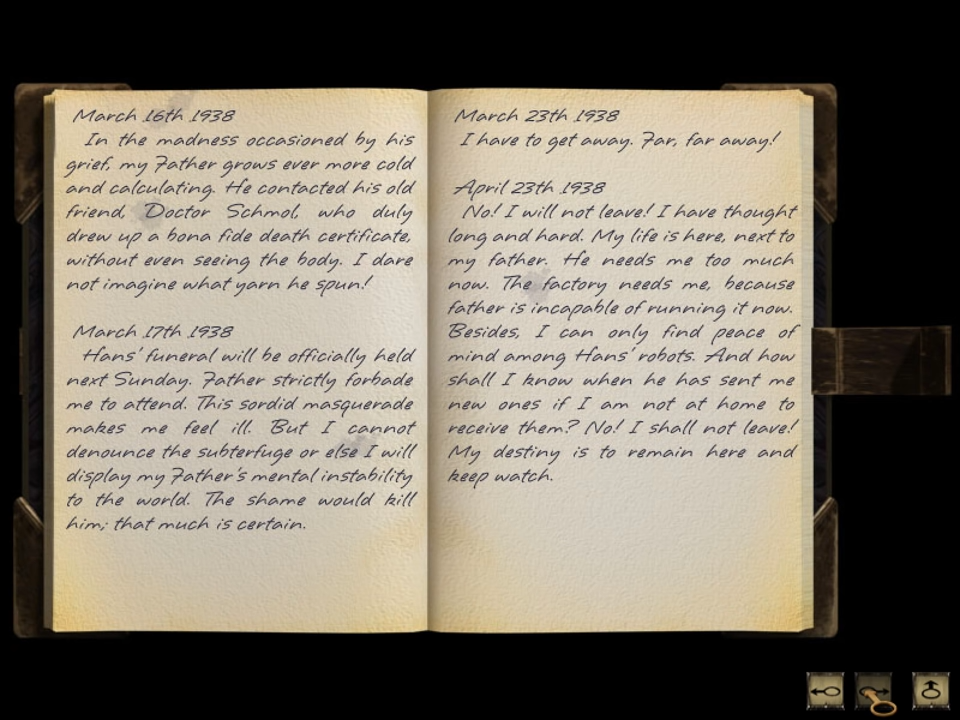 March 16th 1938
In the madness occasioned by his
grief, my Father grows ever more cold
and calculating. He contacted his old
friend, Doctor Schmol, who duly
drew up a bona fide death certificate,
without even seeing the body. I dare
not imagine what yarn he spun!
March 17th 1938
Hans' funeral will be officially held
next Sunday. Father strictly forbade
me to attend. This sordid masquerade
makes me feel ill. But I cannot
denounce the subterfuge or else I will
display my Father's mental instability
to the world. The shame would kill
him; that much is certain.
March 23th 1938
I have to get away. Far, far away!
April 23th 1938
No! I will not leave! I have thought
long and hard. My life is here, next to
my father. He needs me too much
now. The factory needs me, because
father is incapable of running it now.
Besides, I can only find peace of
mind among Hans' robots. And how
shall I know when he has sent me
new ones if I am not at home to
receive them? No! I shall not leave!
My destiny is to remain here and
keep watch.